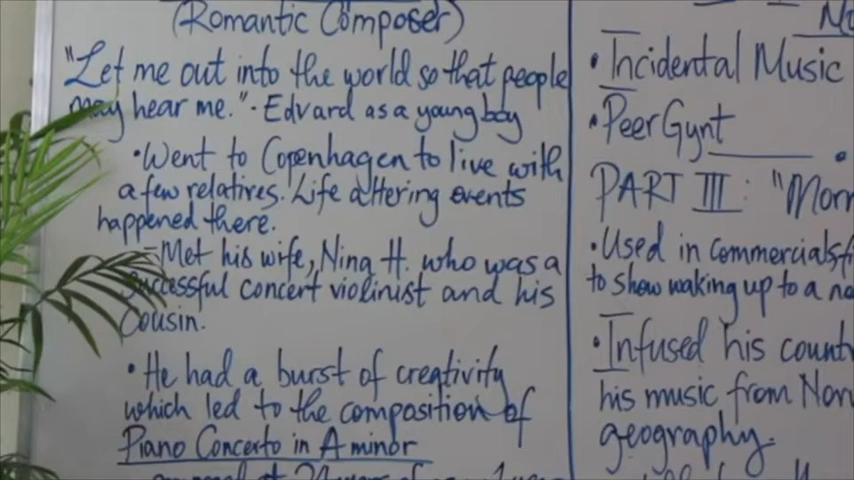 (Romantic Composer)
"Let me out into the world so that people
may hear me." - Edvard as a young boy
•Went to Copenhagen to live with
a few relatives. Life altering events
happened there.
- Met his wife, Nina H. who was a
successful concert violinist and his
cousin.
•He had a burst of creativity
which led to the composition of
Piano Concerto in A minor
•Incidental Music
•Peer Gynt
PART III: "Morn
•Used in commercials,
to show waking up to a
•Infused his count
his music from Nor
geography.